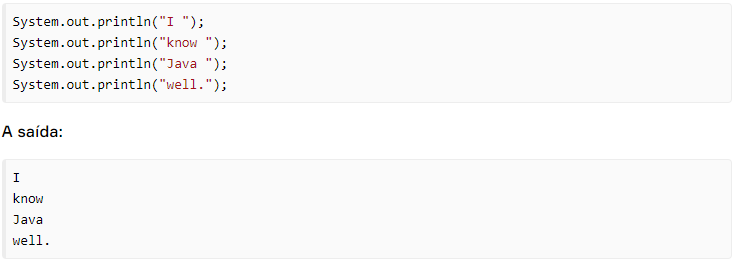 System.out.println("I ");
System.out.println("know ");
System.out.println("Java ");
System.out.println("well.");
A saída:
I
know
Java
well.